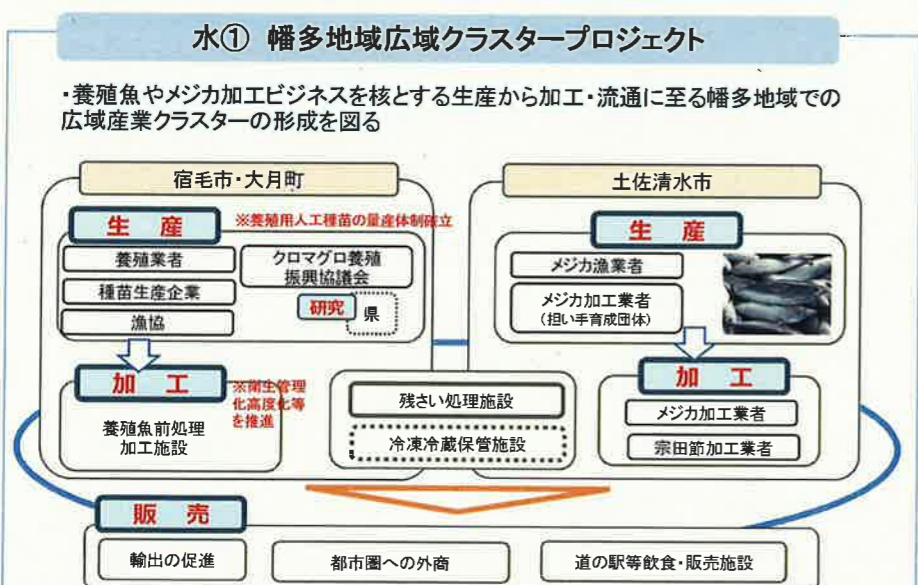 水① 幡多地域広域クラスタープロジェクト
・養殖魚やメジカ加工ビジネスを核とする生産から加工・流通に至る幡多地域での
広域産業クラスターの形成を図る
宿毛市・大月町
生 産
※養殖用人工種苗の量産体制確立
養殖業者
種苗生産企業
漁協
クロマグロ養殖
振興協議会
研究
県
加 工
※衛生管理
化高度化等
を推進
養殖魚前処理
加工施設
土佐清水市
生 産
メジカ漁業者
メジカ加工業者
(担い手育成団体)
加 工
メジカ加工業者
宗田節加工業者
残さい処理施設
冷凍冷蔵保管施設
販 売
輸出の促進
都市圏への外商
道の駅等飲食・販売施設